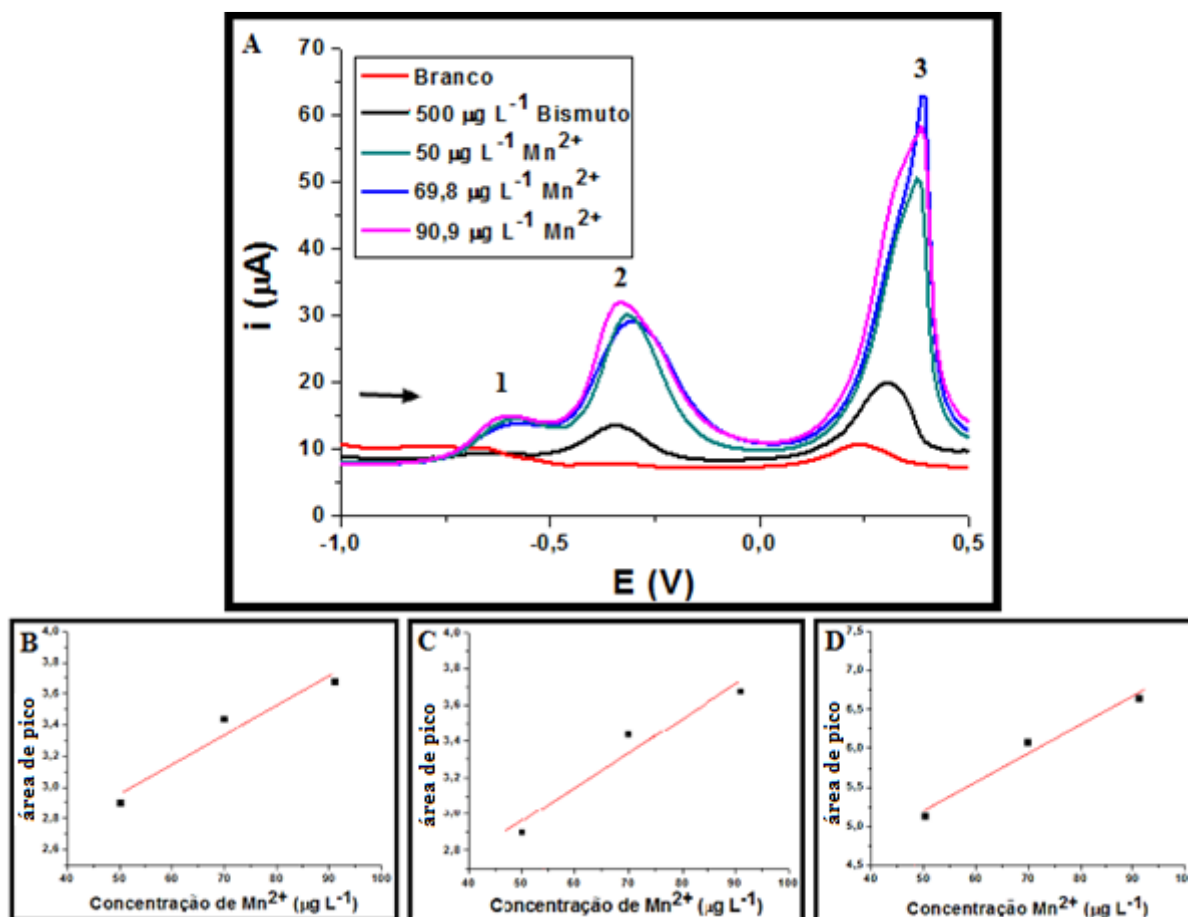 A
70
60
50
40
30
20
10
0
i (µA)
Branco
500 µg L⁻¹ Bismuto
50 µg L⁻¹ Mn²⁺
69,8 µg L⁻¹ Mn²⁺
90,9 µg L⁻¹ Mn²⁺
1
2
3
-1,0 -0,5 0,0 0,5
E (V)
B
4,0
3,8
3,6
3,4
3,2
3,0
2,8
2,6
área de pico
40 50 60 70 80 90 100
Concentração de Mn²⁺ (µg L⁻¹)
C
4,0
3,8
3,6
3,4
3,2
3,0
2,8
área de pico
40 50 60 70 80 90 100
Concentração de Mn²⁺ (µg L⁻¹)
D
7,5
7,0
6,5
6,0
5,5
5,0
4,5
área de pico
40 50 60 70 80 90 100
Concentração de Mn²⁺ (µg L⁻¹)